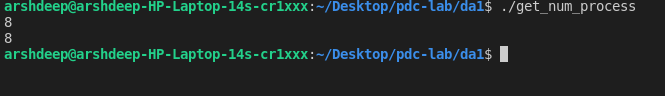 arshdeep@arshdeep-HP-Laptop-14s-cr1xxx:~/Desktop/pdc-lab/da1$ ./get_num_process
8
8
arshdeep@arshdeep-HP-Laptop-14s-cr1xxx:~/Desktop/pdc-lab/da1$